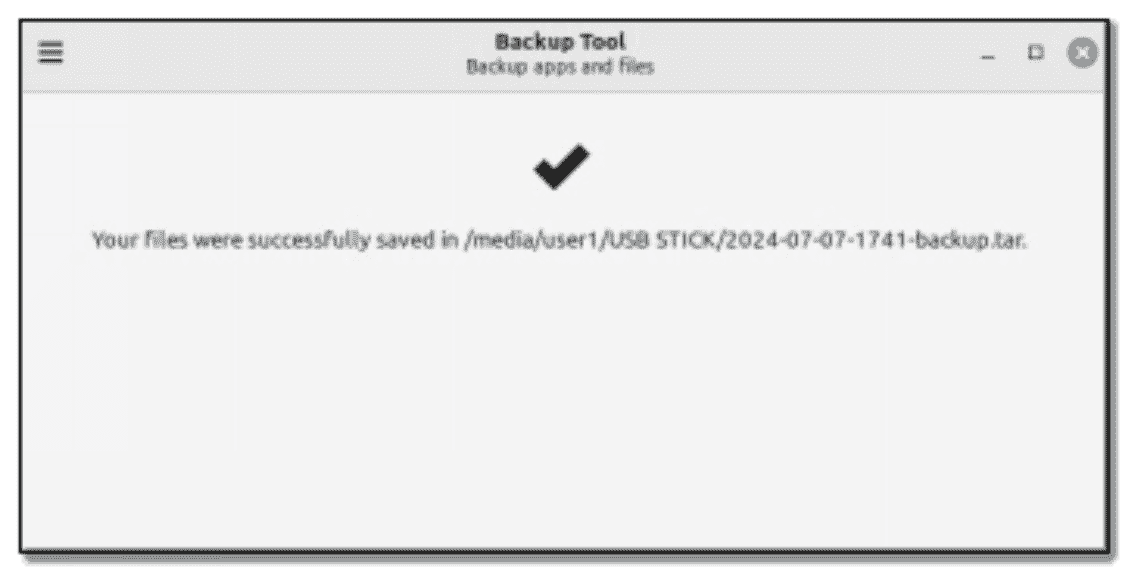 Backup Tool
Backup apps and files
Your files were successfully saved in /media/user1/USB STICK/2024-07-07-1741-backup.tar.